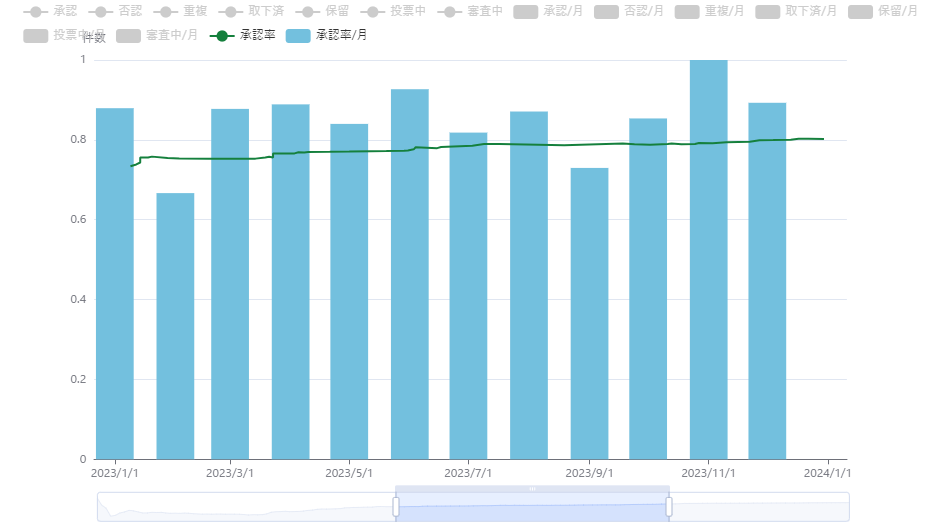 承認 否認 重複 取下済 保留 投票中 審査中 承認/月 否認/月 重複/月 取下済/月 保留/月
投票中/月 審査中/月 承認率 承認率/月
件数
1
0.8
0.6
0.4
0.2
0
2023/1/1 2023/3/1 2023/5/1 2023/7/1 2023/9/1 2023/11/1 2024/1/1